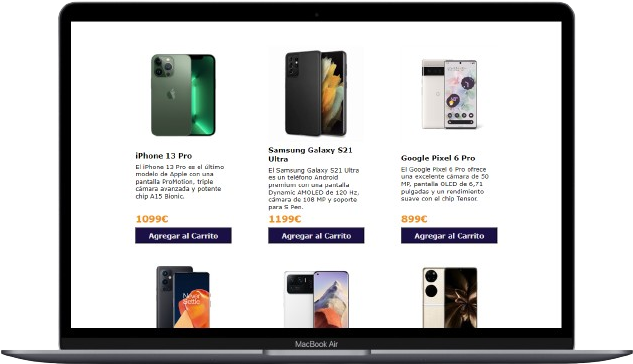 iPhone 13 Pro
El iPhone 13 Pro es el último
modelo de Apple con una
pantalla ProMotion, triple
cámara avanzada y potente
chip A15 Bionic.
1099€
Agregar al Carrito
Samsung Galaxy S21
Ultra
El Samsung Galaxy S21 Ultra
es un teléfono Android
premium con una pantalla
Dynamic AMOLED de 120 Hz,
cámara de 108 MP y soporte
para S Pen.
1199€
Agregar al Carrito
Google Pixel 6 Pro
El Google Pixel 6 Pro ofrece
una excelente cámara de 50
MP, pantalla OLED de 6,71
pulgadas y un rendimiento
suave con el chip Tensor.
899€
Agregar al Carrito
Never
Settle
MacBook Air